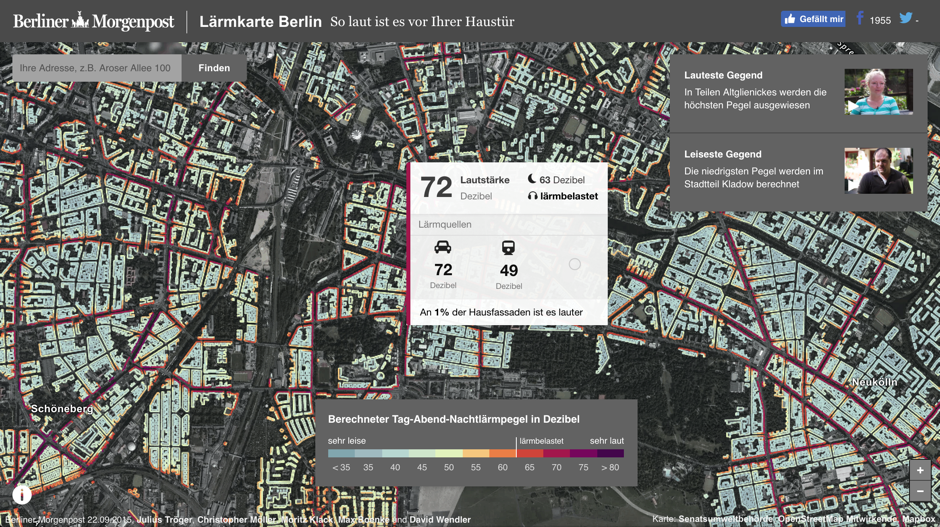 Berliner Morgenpost
Lärmkarte Berlin So laut ist es vor Ihrer Haustür
Gefällt mir
1955
Ihre Adresse, z.B. Aroser Allee 100
Finden
Lauteste Gegend
In Teilen Altglienickes werden die
höchsten Pegel ausgewiesen
Leiseste Gegend
Die niedrigsten Pegel werden im
Stadtteil Kladow berechnet
72 Lautstärke
Dezibel
63 Dezibel
lärmbelastet
Lärmquellen
72
Dezibel
49
Dezibel
An 1% der Hausfassaden ist es lauter
Schöneberg
Neukölln
Berechneter Tag-Abend-Nachtlärmpegel in Dezibel
sehr leise lärmbelastet sehr laut
< 35 35 40 45 50 55 60 65 70 75 > 80
+
−
i
Berliner Morgenpost 22.09.2015, Julius Tröger, Christopher Möller, Moritz Klack, Max Boenke und David Wendler
Karte: Senatsumweltbehörde, OpenStreetMap Mitwirkende, Mapbox